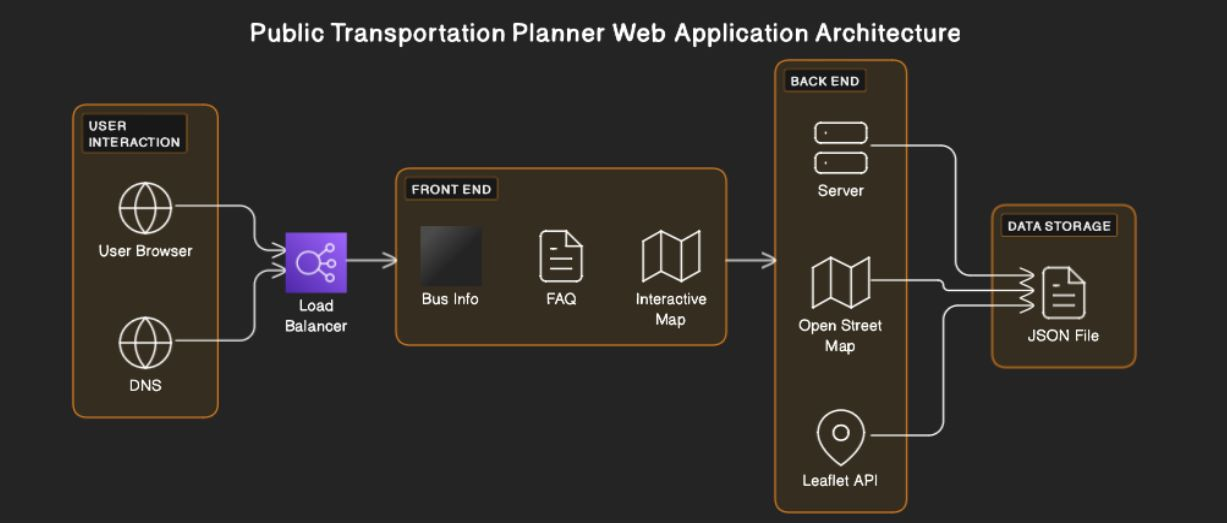 Public Transportation Planner Web Application Architecture
USER
INTERACTION
User Browser
DNS
Load
Balancer
FRONT END
Bus Info
FAQ
Interactive
Map
BACK END
Server
Open Street
Map
Leaflet API
DATA STORAGE
JSON File